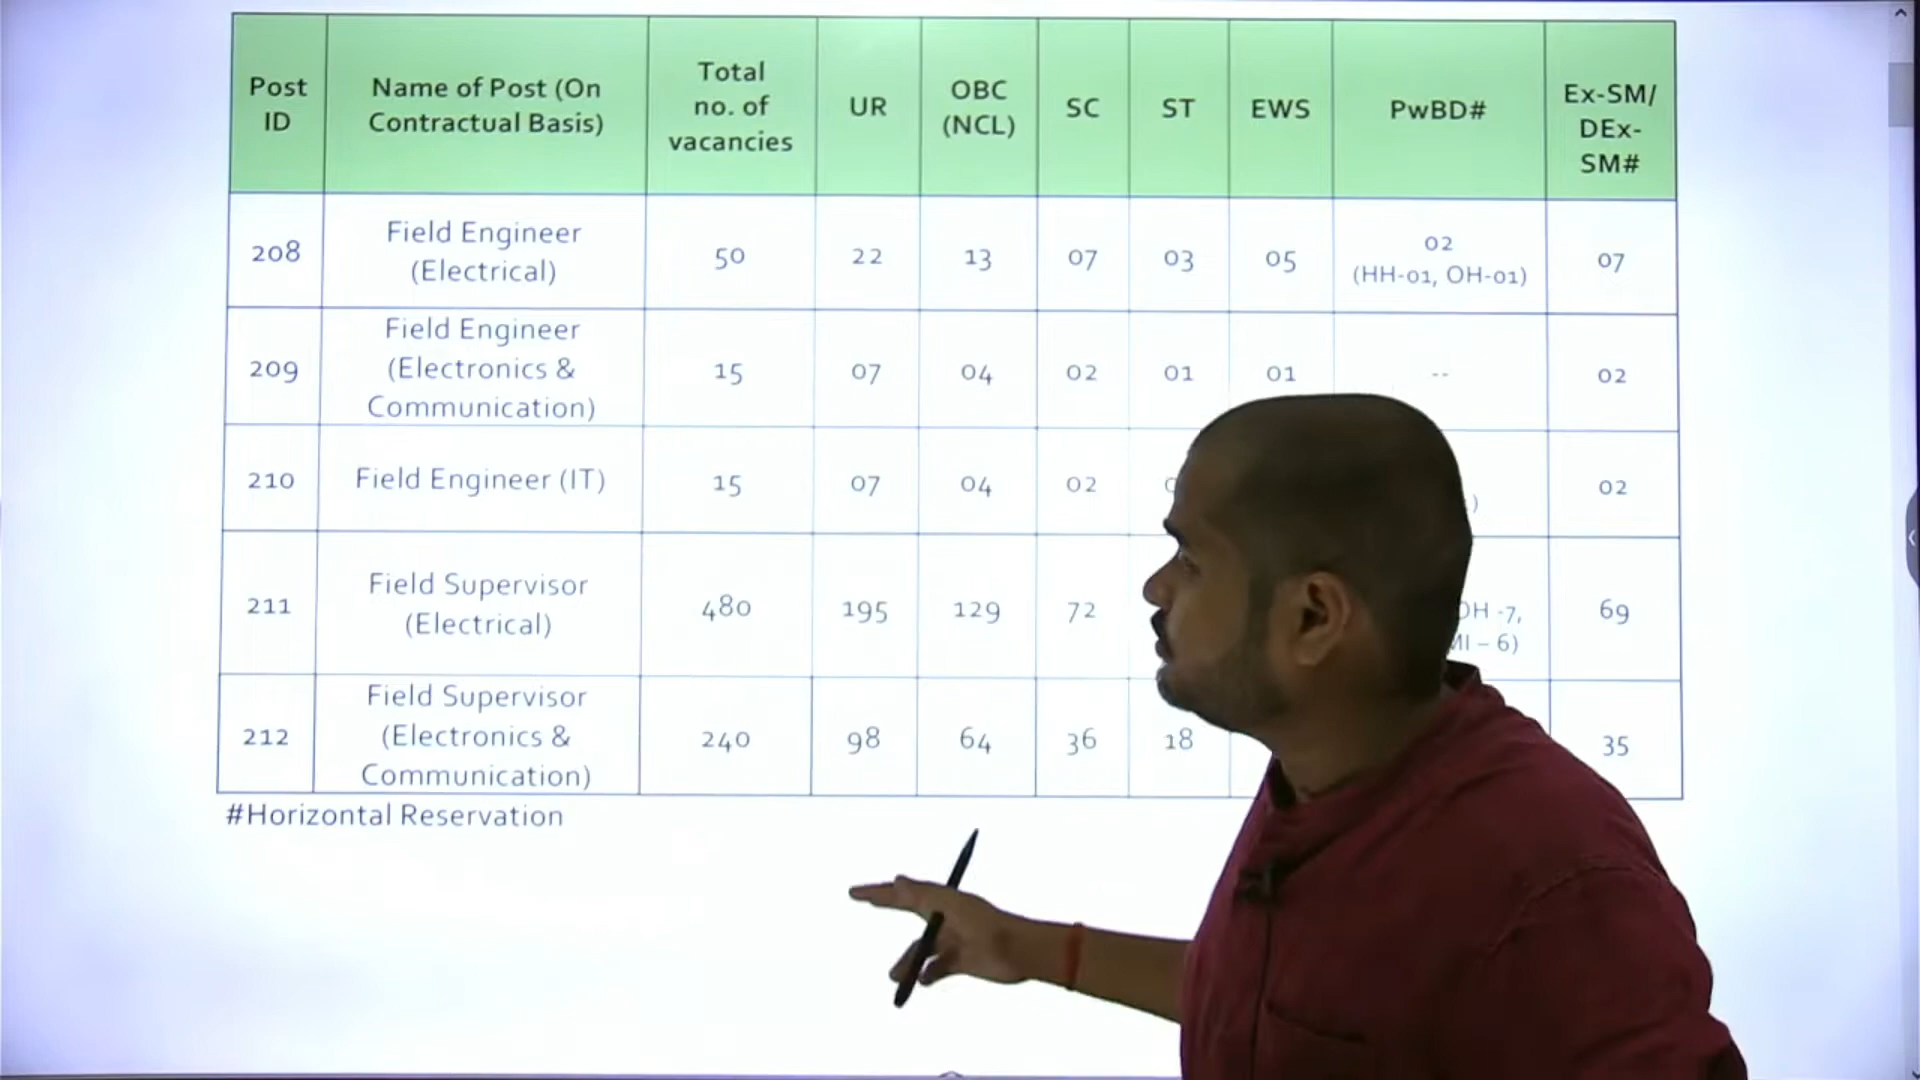 Post ID
Name of Post (On Contractual Basis)
Total no. of vacancies
UR
OBC (NCL)
SC
ST
EWS
PwBD#
Ex-SM/ DEx-SM#
208
Field Engineer (Electrical)
50
22
13
07
03
05
02 (HH-01, OH-01)
07
209
Field Engineer (Electronics & Communication)
15
07
04
02
01
01
--
02
210
Field Engineer (IT)
15
07
04
02
02
211
Field Supervisor (Electrical)
480
195
129
72
-7,
– 6)
69
212
Field Supervisor (Electronics & Communication)
240
98
64
36
18
35
#Horizontal Reservation